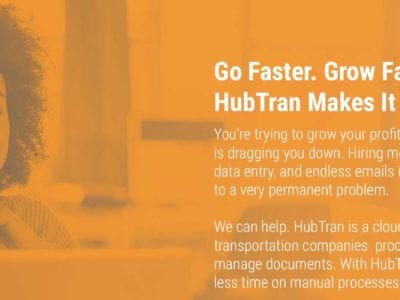 Go Faster. Grow Fa
HubTran Makes It
You're trying to grow your profit
is dragging you down. Hiring mo
data entry, and endless emails i
to a very permanent problem.
We can help. HubTran is a cloud
transportation companies proc
manage documents. With HubT
less time on manual processes